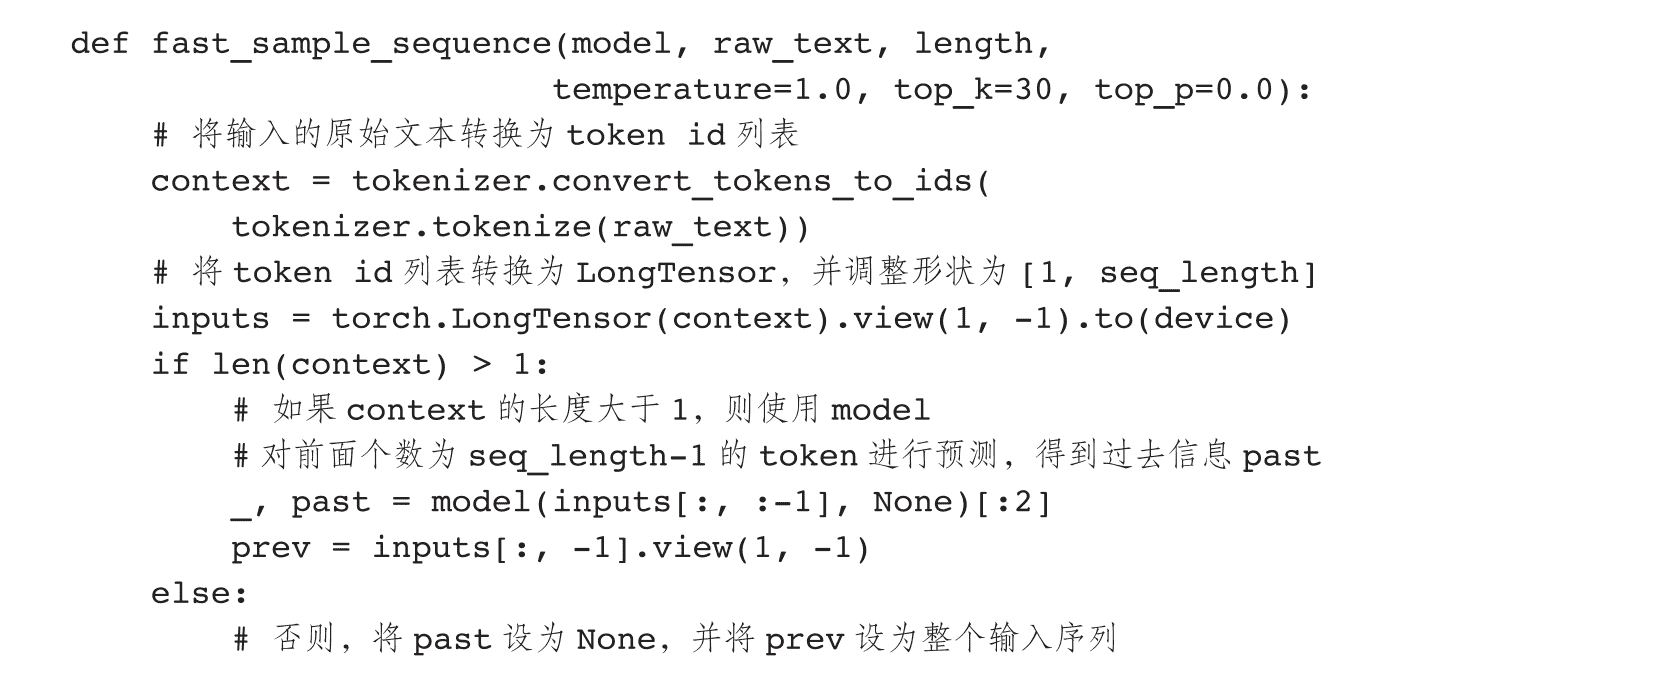 def fast_sample_sequence(model, raw_text, length,
                        temperature=1.0, top_k=30, top_p=0.0):
    # 将输入的原始文本转换为 token id 列表
    context = tokenizer.convert_tokens_to_ids(
        tokenizer.tokenize(raw_text))
    # 将 token id 列表转换为 LongTensor，并调整形状为 [1, seq_length]
    inputs = torch.LongTensor(context).view(1, -1).to(device)
    if len(context) > 1:
        # 如果 context 的长度大于 1，则使用 model
        # 对前面个数为 seq_length-1 的 token 进行预测，得到过去信息 past
        _, past = model(inputs[:, :-1], None)[:2]
        prev = inputs[:, -1].view(1, -1)
    else:
        # 否则，将 past 设为 None，并将 prev 设为整个输入序列